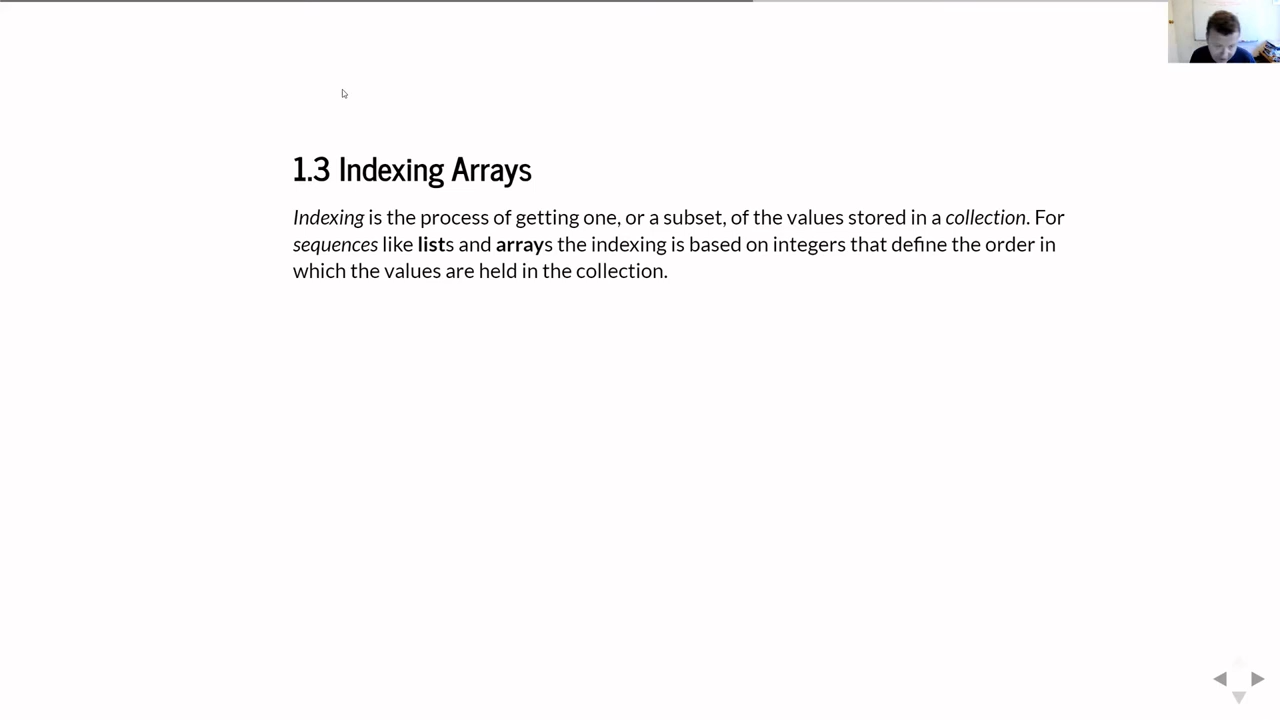 1.3 Indexing Arrays
Indexing is the process of getting one, or a subset, of the values stored in a collection. For
sequences like lists and arrays the indexing is based on integers that define the order in
which the values are held in the collection.